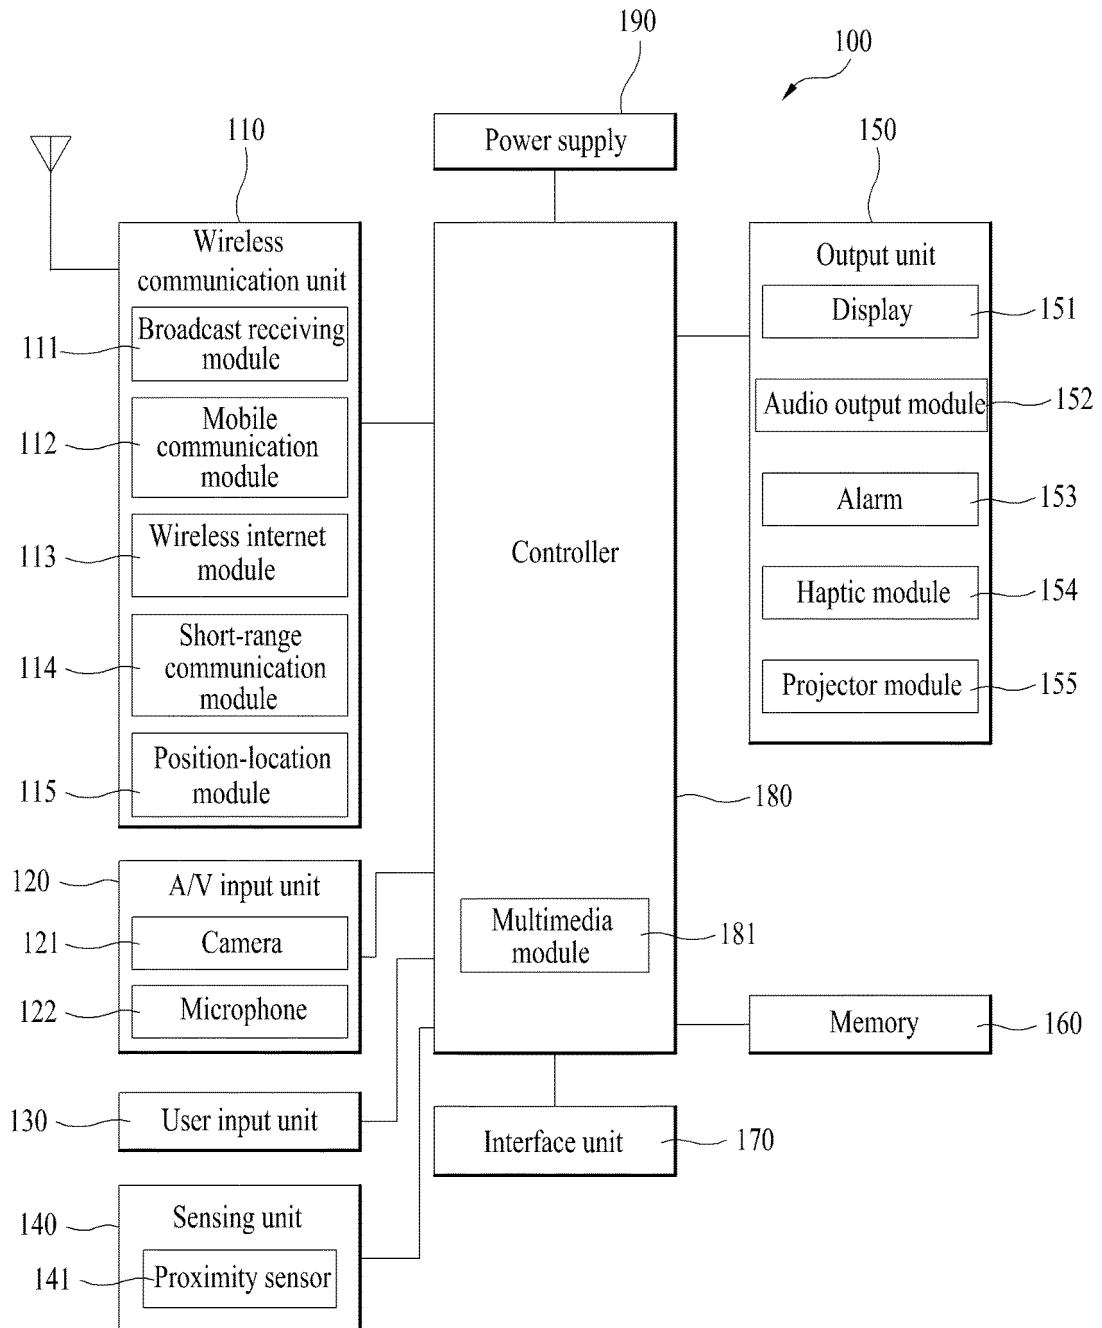 190
100
Power supply
110
150
Wireless
communication unit
Output unit
111
Broadcast receiving
module
Display
151
112
Mobile
communication
module
Audio output module
152
113
Wireless internet
module
Controller
Alarm
153
114
Short-range
communication
module
Haptic module
154
115
Position-location
module
Projector module
155
180
120
A/V input unit
121
Camera
Multimedia
module
181
122
Microphone
Memory
160
130
User input unit
Interface unit
170
140
Sensing unit
141
Proximity sensor